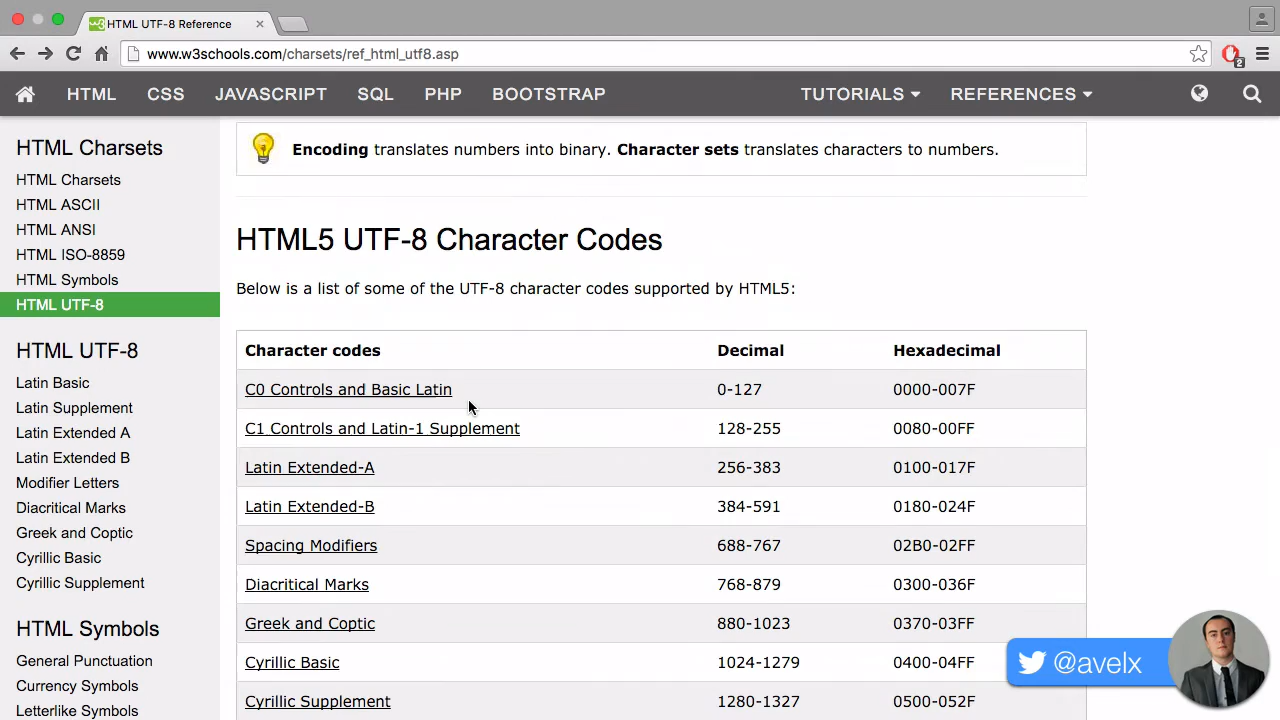 HTML UTF-8 Reference
www.w3schools.com/charsets/ref_html_utf8.asp
2
HTML CSS JAVASCRIPT SQL PHP BOOTSTRAP TUTORIALS REFERENCES
HTML Charsets
HTML Charsets
HTML ASCII
HTML ANSI
HTML ISO-8859
HTML Symbols
HTML UTF-8
HTML UTF-8
Latin Basic
Latin Supplement
Latin Extended A
Latin Extended B
Modifier Letters
Diacritical Marks
Greek and Coptic
Cyrillic Basic
Cyrillic Supplement
HTML Symbols
General Punctuation
Currency Symbols
Letterlike Symbols
Encoding translates numbers into binary. Character sets translates characters to numbers.
HTML5 UTF-8 Character Codes
Below is a list of some of the UTF-8 character codes supported by HTML5:
Character codes Decimal Hexadecimal
C0 Controls and Basic Latin 0-127 0000-007F
C1 Controls and Latin-1 Supplement 128-255 0080-00FF
Latin Extended-A 256-383 0100-017F
Latin Extended-B 384-591 0180-024F
Spacing Modifiers 688-767 02B0-02FF
Diacritical Marks 768-879 0300-036F
Greek and Coptic 880-1023 0370-03FF
Cyrillic Basic 1024-1279 0400-04FF
Cyrillic Supplement 1280-1327 0500-052F
@avelx